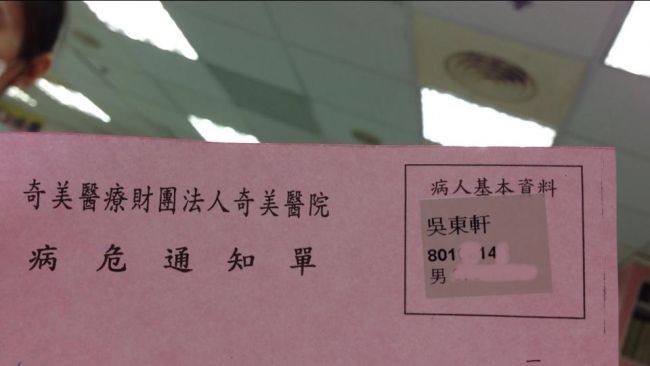 奇美醫療財團法人奇美醫院
病危通知單
病人基本資料
吳東軒
801 14
男